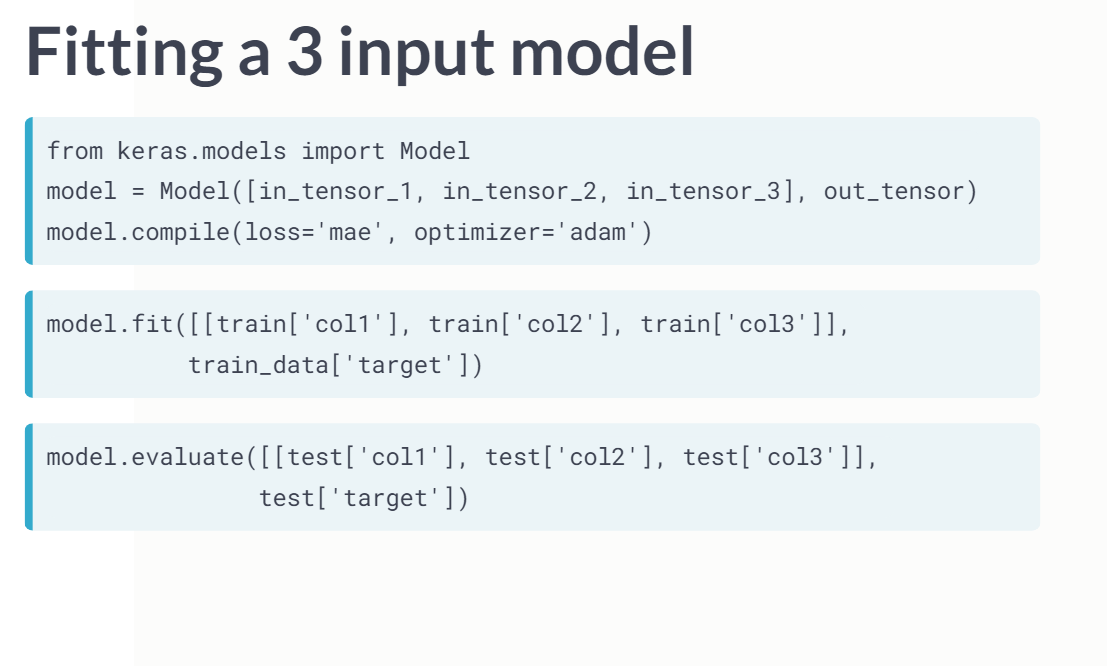 Fitting a 3 input model
from keras.models import Model
model = Model([in_tensor_1, in_tensor_2, in_tensor_3], out_tensor)
model.compile(loss='mae', optimizer='adam')
model.fit([[train['col1'], train['col2'], train['col3']],
train_data['target'])
model.evaluate([[test['col1'], test['col2'], test['col3']],
test['target'])